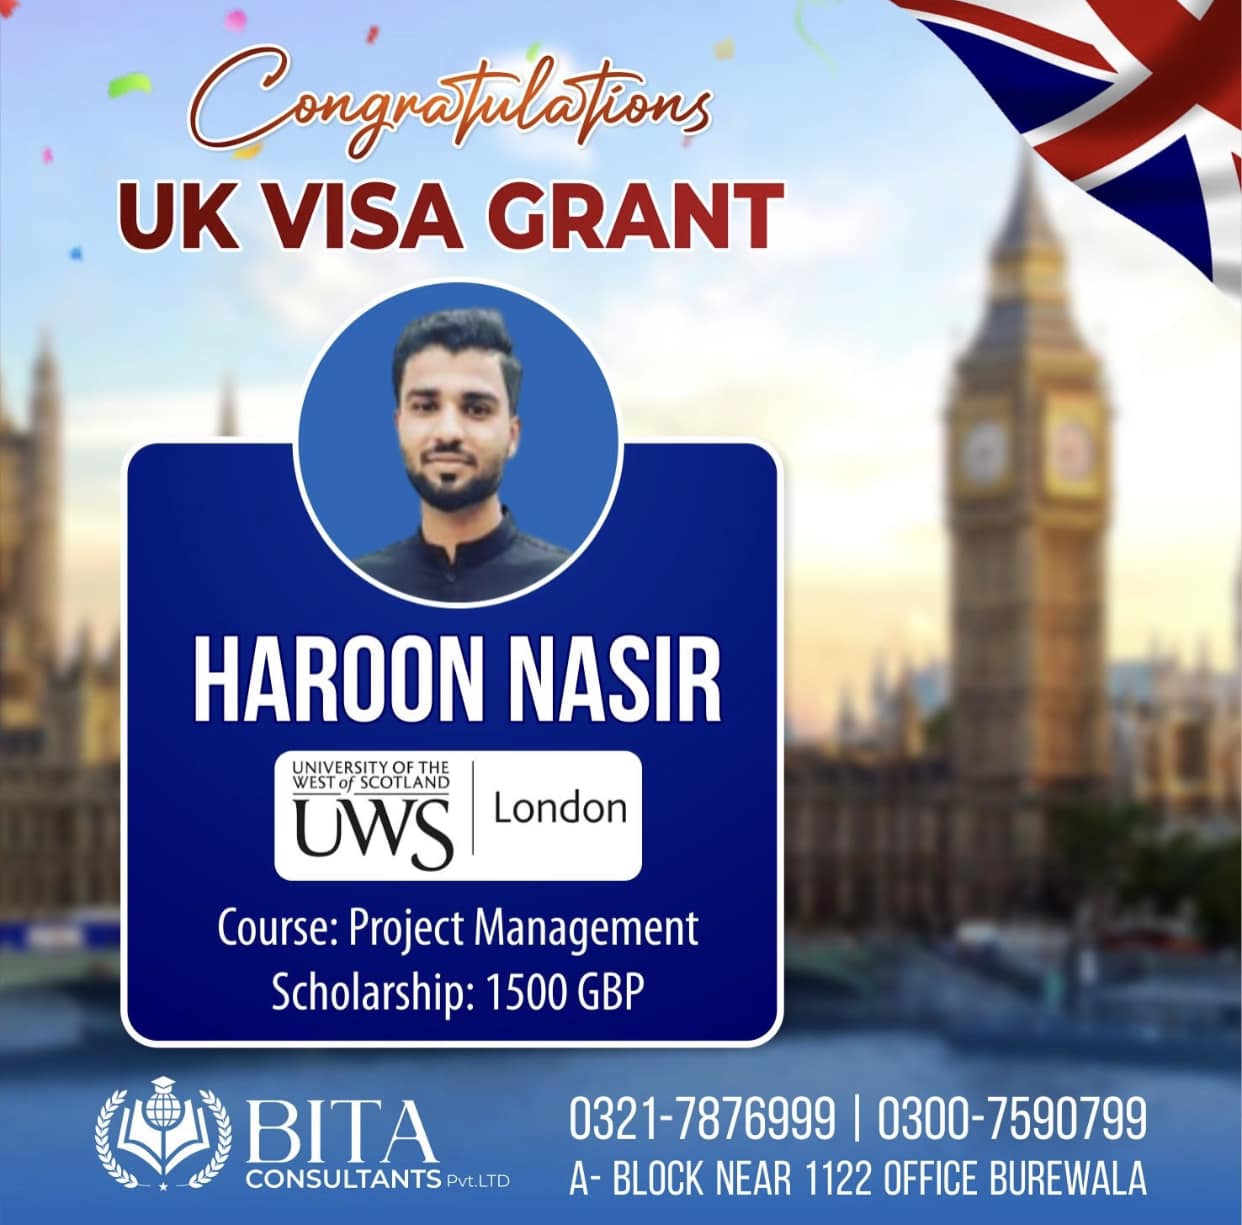 Congratulations
UK VISA GRANT
HAROON NASIR
UNIVERSITY OF THE
WEST of SCOTLAND
UWS
London
Course: Project Management
Scholarship: 1500 GBP
BITA
CONSULTANTS Pvt.LTD
0321-7876999 | 0300-7590799
A- BLOCK NEAR 1122 OFFICE BUREWALA